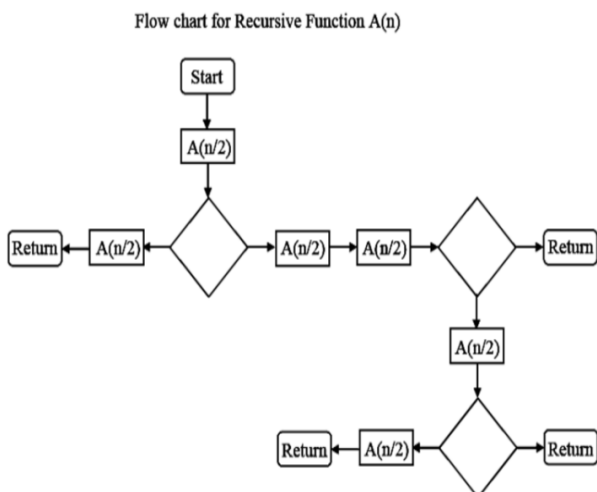 Flow chart for Recursive Function A(n)
Start
A(n/2)
Return
A(n/2)
A(n/2)
A(n/2)
Return
A(n/2)
Return
A(n/2)
Return